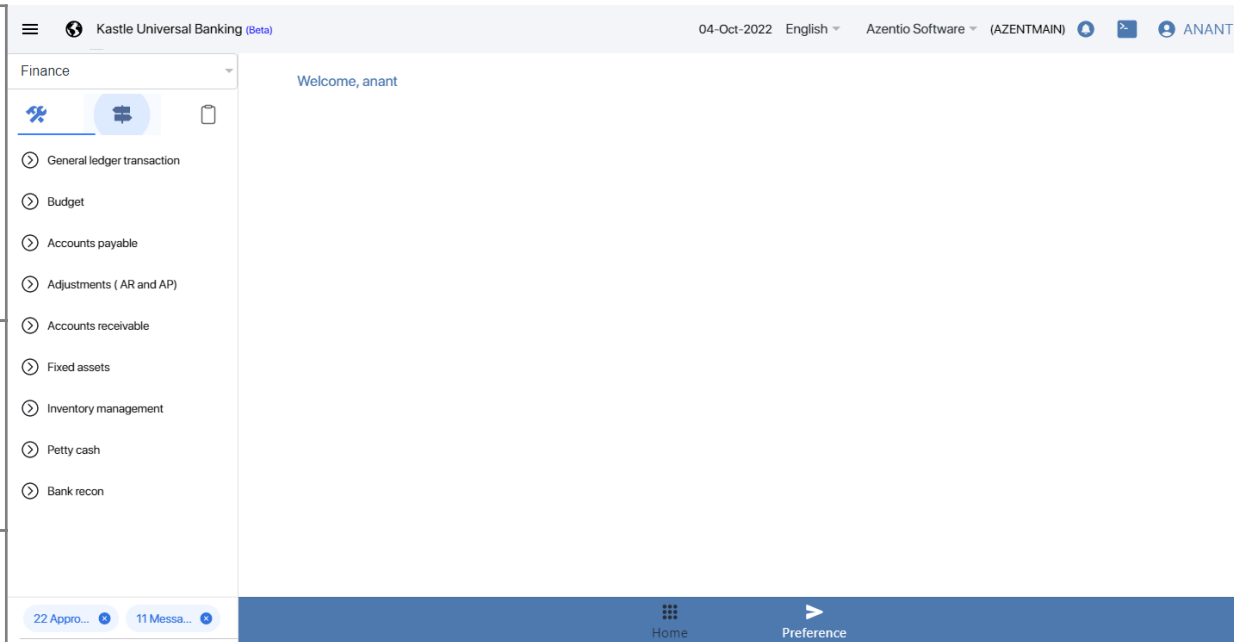 Kastle Universal Banking (Beta) 04-Oct-2022 English Azentio Software (AZENTMAIN) ANANT
Finance
Welcome, anant
General ledger transaction
Budget
Accounts payable
Adjustments ( AR and AP)
Accounts receivable
Fixed assets
Inventory management
Petty cash
Bank recon
22 Appro... 11 Messa...
Home Preference